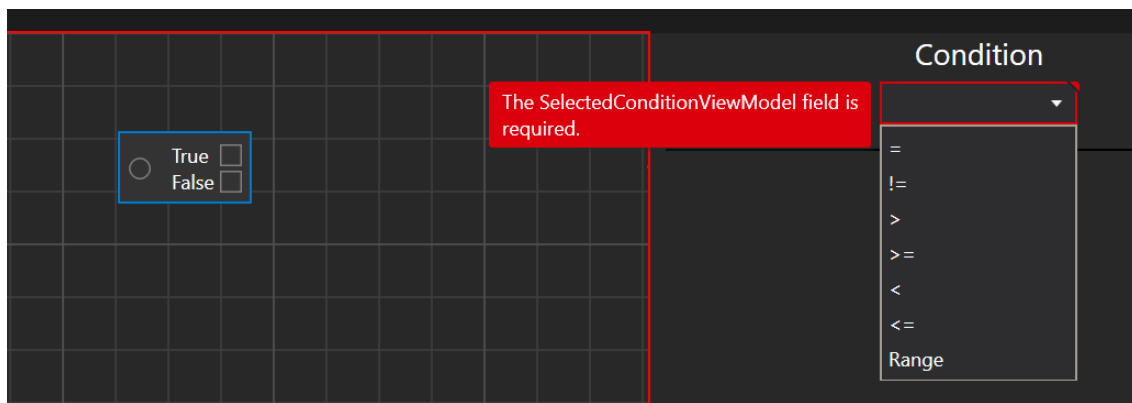 Condition
The SelectedConditionViewModel field is
required.
True
False
=
!=
>
>=
<
<=
Range